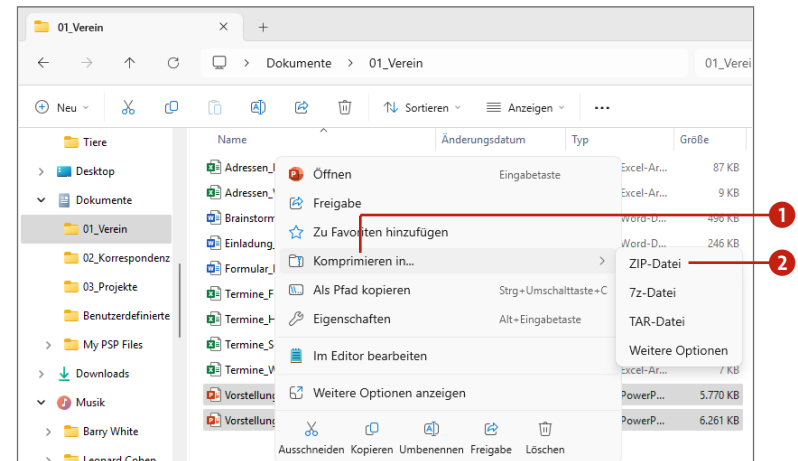 01_Verein
Dokumente > 01_Verein
01_Verei
Neu
Sortieren
Anzeigen
Name
Änderungsdatum
Typ
Größe
Tiere
Desktop
Dokumente
01_Verein
02_Korrespondenz
03_Projekte
Benutzerdefinierte
My PSP Files
Downloads
Musik
Barry White
Leonard Cohen
Adressen_
Excel-Ar... 87 KB
Adressen_
Excel-Ar... 9 KB
Brainstorm
Word-D... 496 KB
Einladung_
Word-D... 246 KB
Formular_
Termine_F
Termine_H
Termine_S
Termine_W
Excel-Ar... 7 KB
Vorstellung
PowerP... 5.770 KB
Vorstellung
PowerP... 6.261 KB
Öffnen Eingabetaste
Freigabe
Zu Favoriten hinzufügen
Komprimieren in...
Als Pfad kopieren Strg+Umschalttaste+C
Eigenschaften Alt+Eingabetaste
Im Editor bearbeiten
Weitere Optionen anzeigen
Ausschneiden Kopieren Umbenennen Freigabe Löschen
ZIP-Datei
7z-Datei
TAR-Datei
Weitere Optionen
1
2